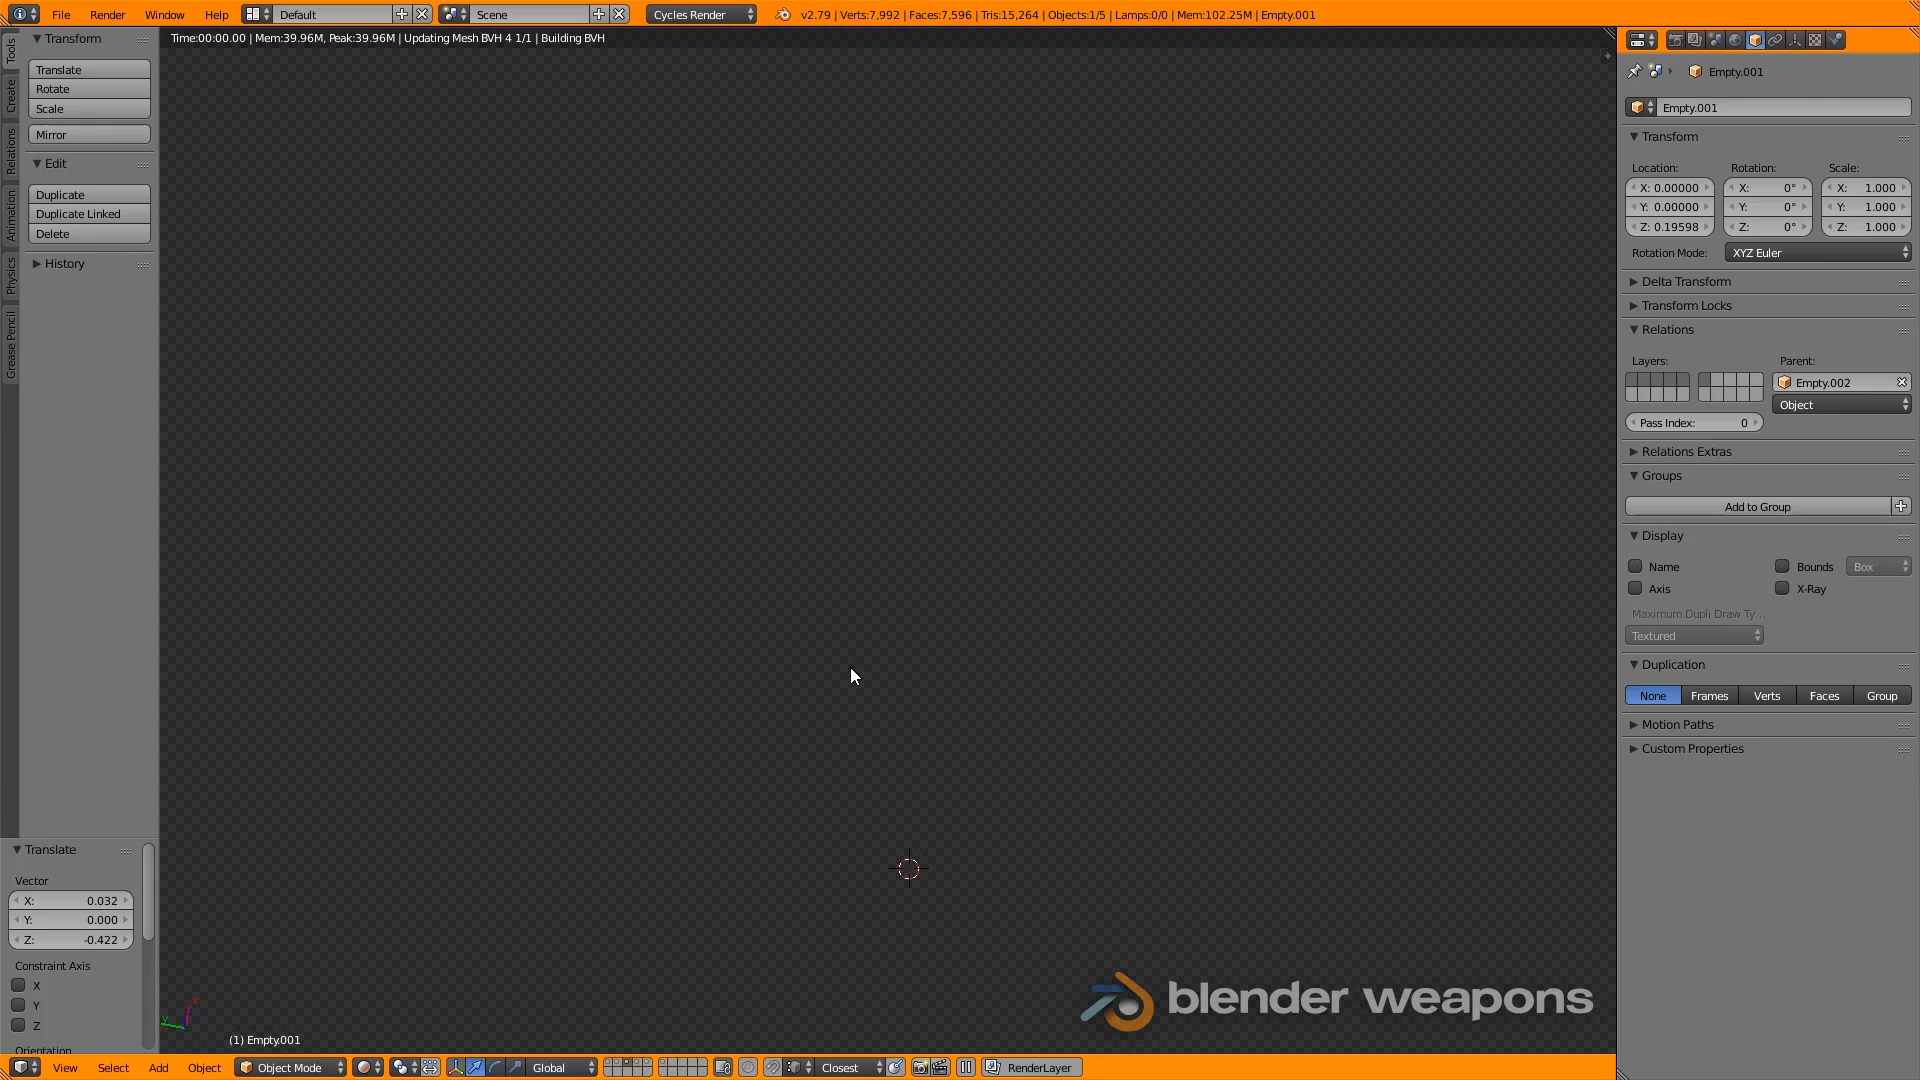 File Render Window Help Default Scene Cycles Render v2.79 | Verts:7,992 | Faces:7,596 | Tris:15,264 | Objects:1/5 | Lamps:0/0 | Mem:102.25M | Empty.001
Time:00:00.00 | Mem:39.96M, Peak:39.96M | Updating Mesh BVH 4 1/1 | Building BVH
Tools
Create
Relations
Animation
Physics
Grease Pencil
Transform
Translate
Rotate
Scale
Mirror
Edit
Duplicate
Duplicate Linked
Delete
History
Translate
Vector
X: 0.032
Y: 0.000
Z: -0.422
Constraint Axis
X
Y
Z
Orientation
y
x
(1) Empty.001
blender weapons
View Select Add Object Object Mode Global Closest RenderLayer
Empty.001
Empty.001
Transform
Location: Rotation: Scale:
X: 0.00000 X: 0° X: 1.000
Y: 0.00000 Y: 0° Y: 1.000
Z: 0.19598 Z: 0° Z: 1.000
Rotation Mode: XYZ Euler
Delta Transform
Transform Locks
Relations
Layers: Parent:
Empty.002
Object
Pass Index: 0
Relations Extras
Groups
Add to Group
Display
Name Bounds Box
Axis X-Ray
Maximum Dupli Draw Ty...
Textured
Duplication
None Frames Verts Faces Group
Motion Paths
Custom Properties